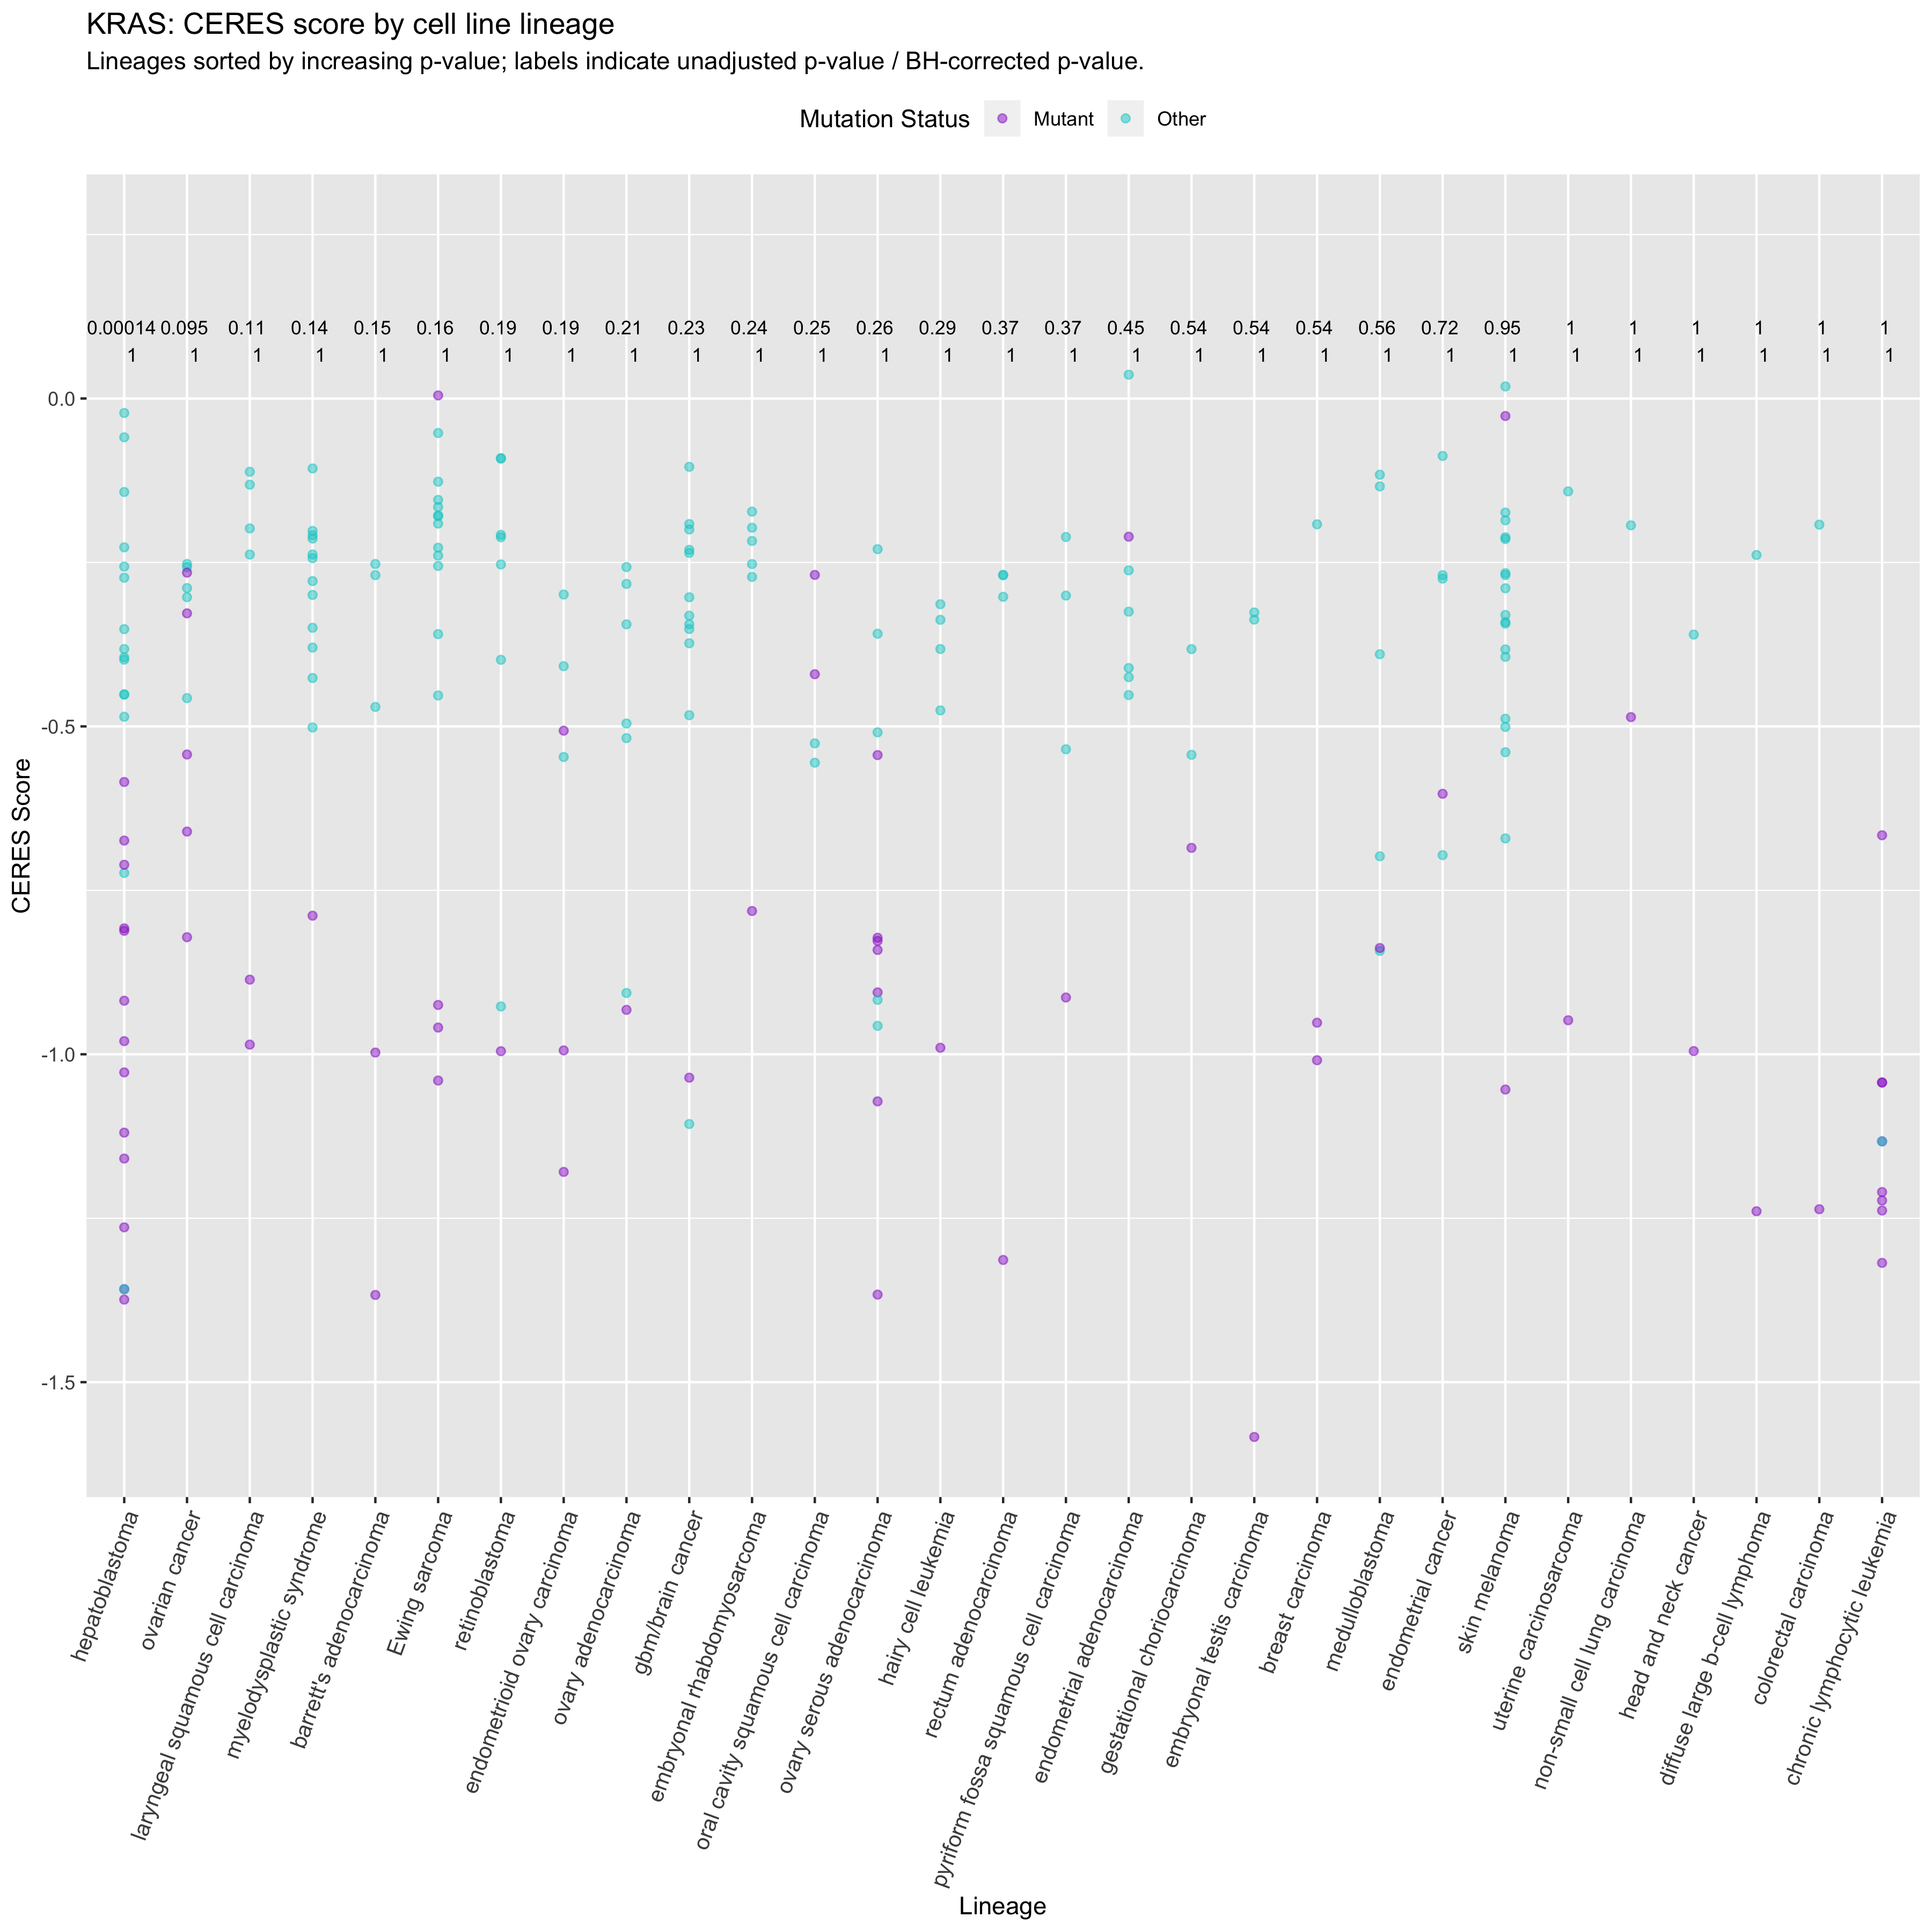 KRAS: CERES score by cell line lineage
Lineages sorted by increasing p-value; labels indicate unadjusted p-value / BH-corrected p-value.
Mutation Status Mutant Other
0.00014 0.095 0.11 0.14 0.15 0.16 0.19 0.19 0.21 0.23 0.24 0.25 0.26 0.29 0.37 0.37 0.45 0.54 0.54 0.54 0.56 0.72 0.95 1 1 1 1 1 1
1 1 1 1 1 1 1 1 1 1 1 1 1 1 1 1 1 1 1 1 1 1 1 1 1 1 1 1 1
0.0
-0.5
-1.0
-1.5
CERES Score
hepatoblastoma
ovarian cancer
laryngeal squamous cell carcinoma
myelodysplastic syndrome
barrett's adenocarcinoma
Ewing sarcoma
retinoblastoma
endometrioid ovary carcinoma
ovary adenocarcinoma
gbm/brain cancer
embryonal rhabdomyosarcoma
oral cavity squamous cell carcinoma
ovary serous adenocarcinoma
hairy cell leukemia
rectum adenocarcinoma
pyriform fossa squamous cell carcinoma
endometrial adenocarcinoma
gestational choriocarcinoma
embryonal testis carcinoma
breast carcinoma
medulloblastoma
endometrial cancer
skin melanoma
uterine carcinosarcoma
non-small cell lung carcinoma
head and neck cancer
diffuse large b-cell lymphoma
colorectal carcinoma
chronic lymphocytic leukemia
Lineage